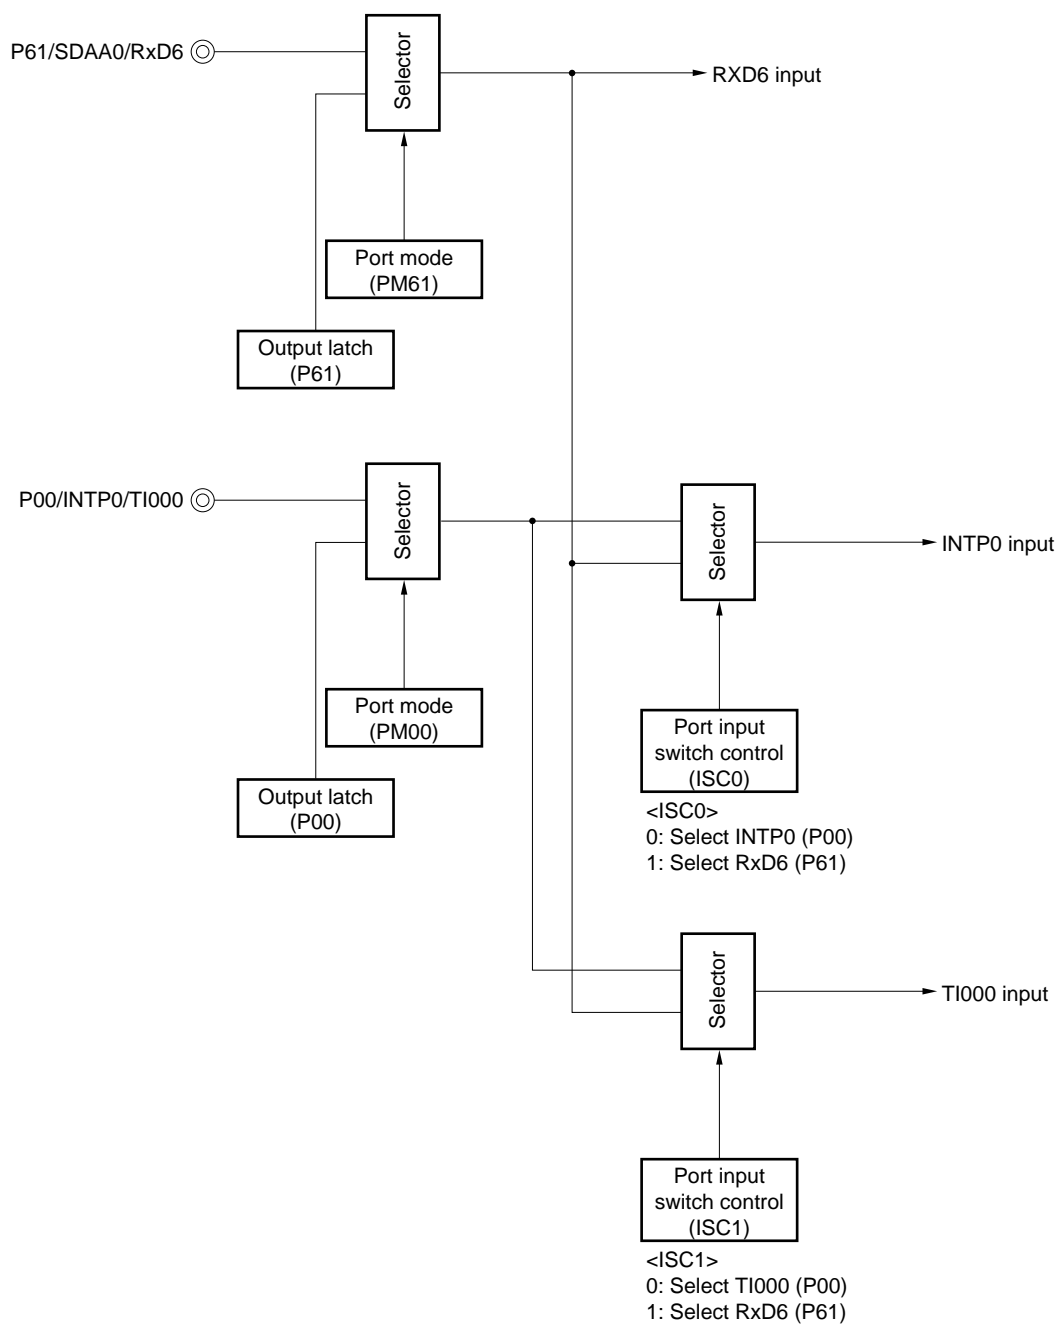 P61/SDAA0/RxD6
Selector
RXD6 input
Port mode
(PM61)
Output latch
(P61)
P00/INTP0/TI000
Selector
Selector
INTP0 input
Port mode
(PM00)
Output latch
(P00)
Port input
switch control
(ISC0)
<ISC0>
0: Select INTP0 (P00)
1: Select RxD6 (P61)
Selector
TI000 input
Port input
switch control
(ISC1)
<ISC1>
0: Select TI000 (P00)
1: Select RxD6 (P61)